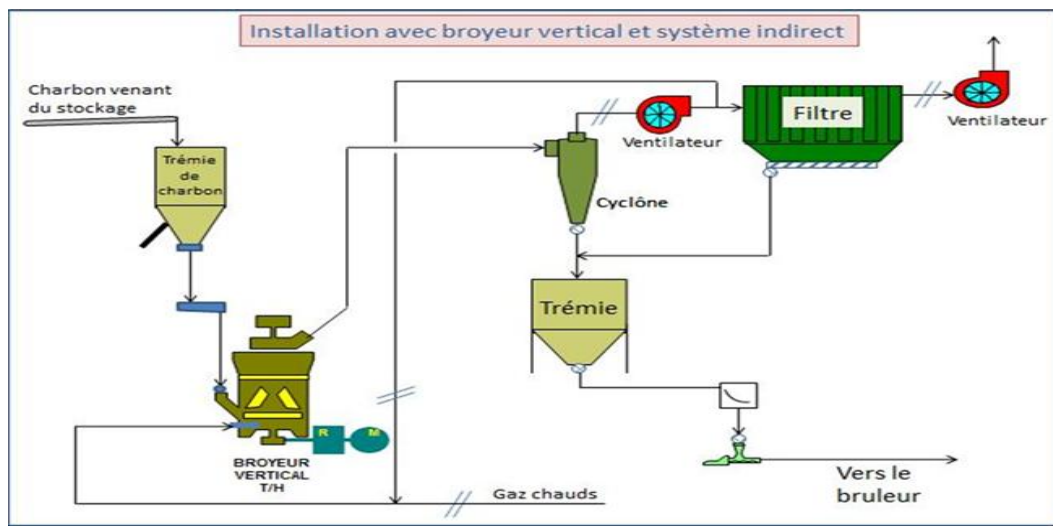 Installation avec broyeur vertical et système indirect
Charbon venant
du stockage
Trémie
de
charbon
Ventilateur
Filtre
Ventilateur
Cyclône
Trémie
R
M
BROYEUR
VERTICAL
T/H
Gaz chauds
Vers le
bruleur